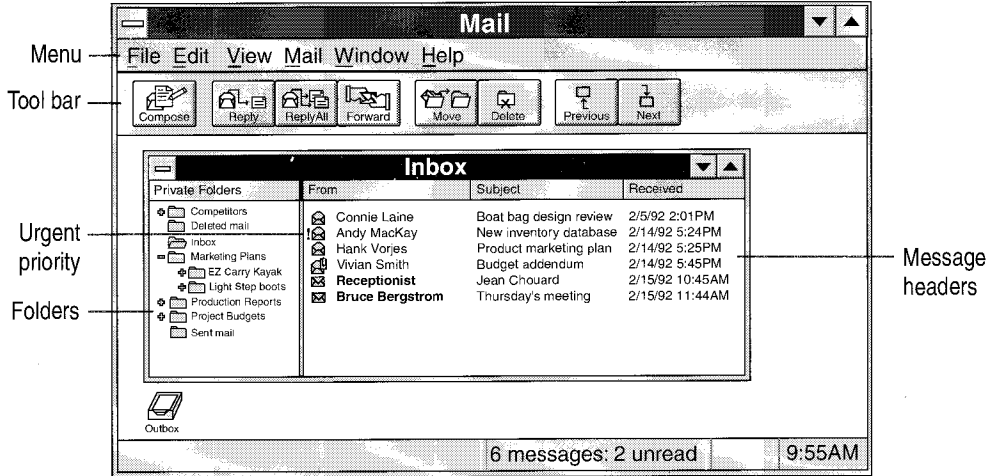 Mail
Menu
File Edit View Mail Window Help
Tool bar
Compose Reply ReplyAll Forward Move Delete Previous Next
Inbox
Private Folders From Subject Received
Competitors
Deleted mail
Inbox
Marketing Plans
EZ Carry Kayak
Light Step boots
Production Reports
Project Budgets
Sent mail
Connie Laine Boat bag design review 2/5/92 2:01PM
! Andy MacKay New inventory database 2/14/92 5:24PM
Hank Vorjes Product marketing plan 2/14/92 5:25PM
Vivian Smith Budget addendum 2/14/92 5:45PM
Receptionist Jean Chouard 2/15/92 10:45AM
Bruce Bergstrom Thursday's meeting 2/15/92 11:44AM
Urgent
priority
Folders
Message
headers
Outbox
6 messages: 2 unread 9:55AM